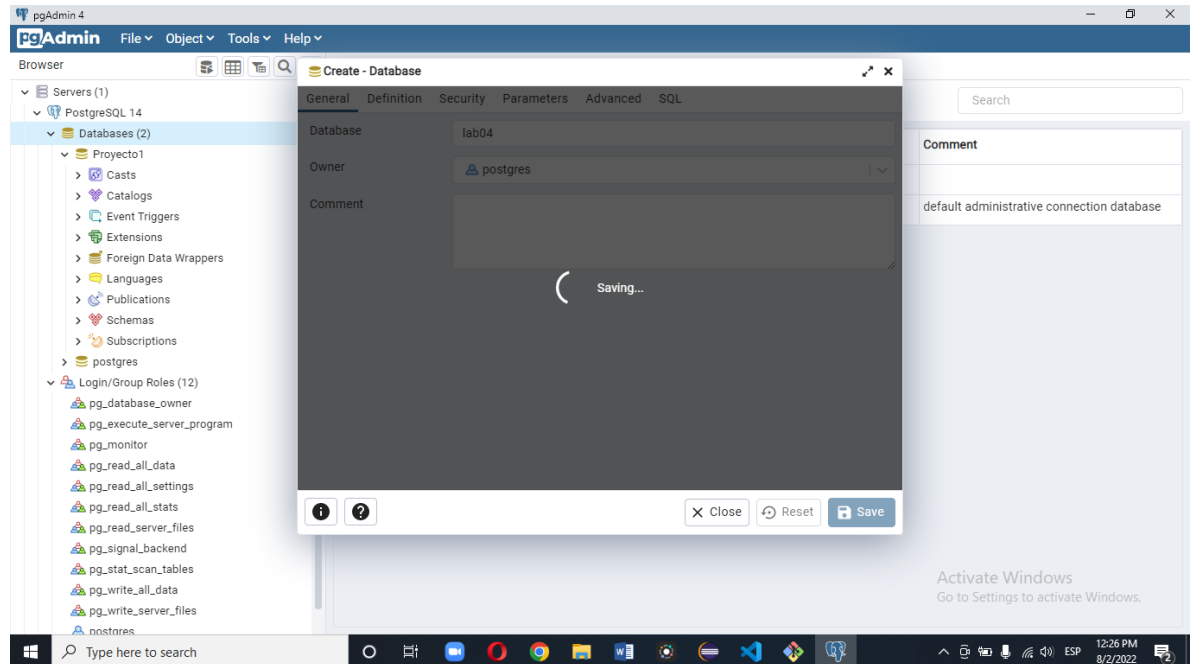 pgAdmin 4
pgAdmin File Object Tools Help
Browser
Servers (1)
PostgreSQL 14
Databases (2)
Proyecto1
Casts
Catalogs
Event Triggers
Extensions
Foreign Data Wrappers
Languages
Publications
Schemas
Subscriptions
postgres
Login/Group Roles (12)
pg_database_owner
pg_execute_server_program
pg_monitor
pg_read_all_data
pg_read_all_settings
pg_read_all_stats
pg_read_server_files
pg_signal_backend
pg_stat_scan_tables
pg_write_all_data
pg_write_server_files
postgres
Create - Database
General Definition Security Parameters Advanced SQL
Database lab04
Owner postgres
Comment
Saving...
Close Reset Save
Search
Comment
default administrative connection database
Activate Windows
Go to Settings to activate Windows.
Type here to search
ESP
12:26 PM
8/2/2022
2